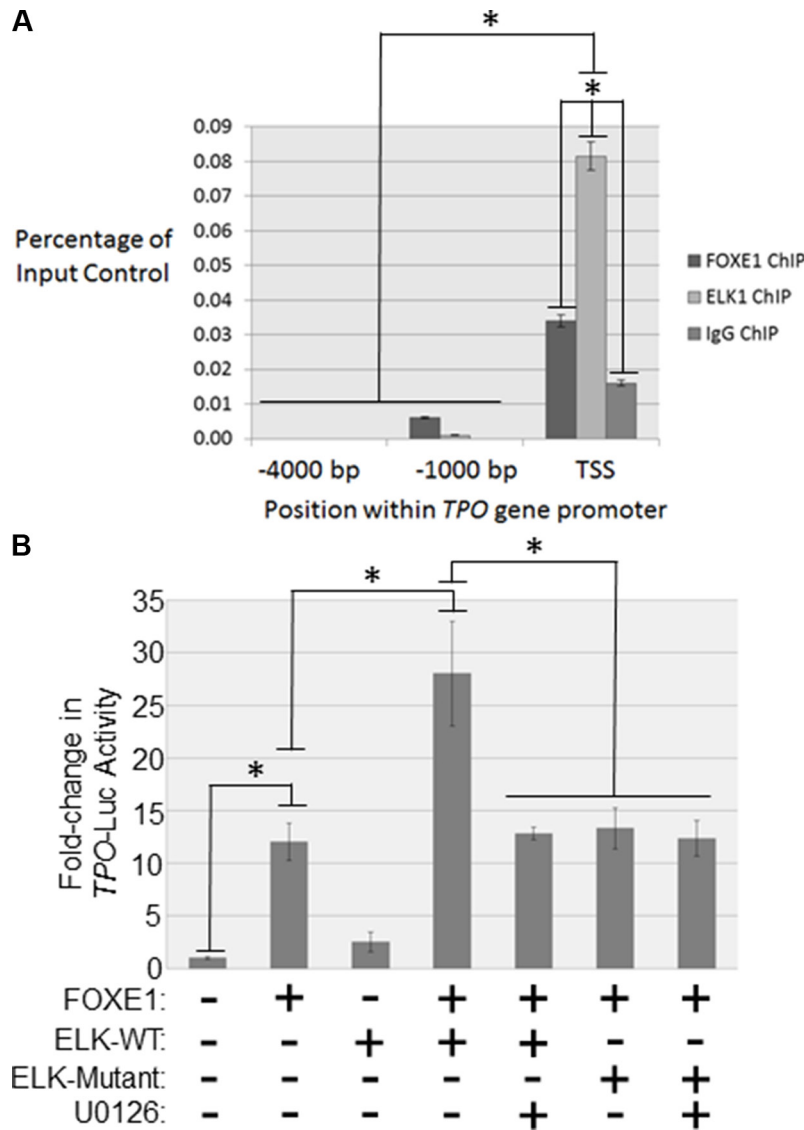 A
*
*
0.09
0.08
0.07
0.06
0.05
0.04
0.03
0.02
0.01
0.00
Percentage of
Input Control
FOXE1 ChIP
ELK1 ChIP
IgG ChIP
-4000 bp -1000 bp TSS
Position within TPO gene promoter
B
* *
*
35
30
25
20
15
10
5
0
Fold-change in
TPO-Luc Activity
FOXE1: - + - + + + +
ELK-WT: - - + + + - -
ELK-Mutant: - - - - - + +
U0126: - - - - + - +